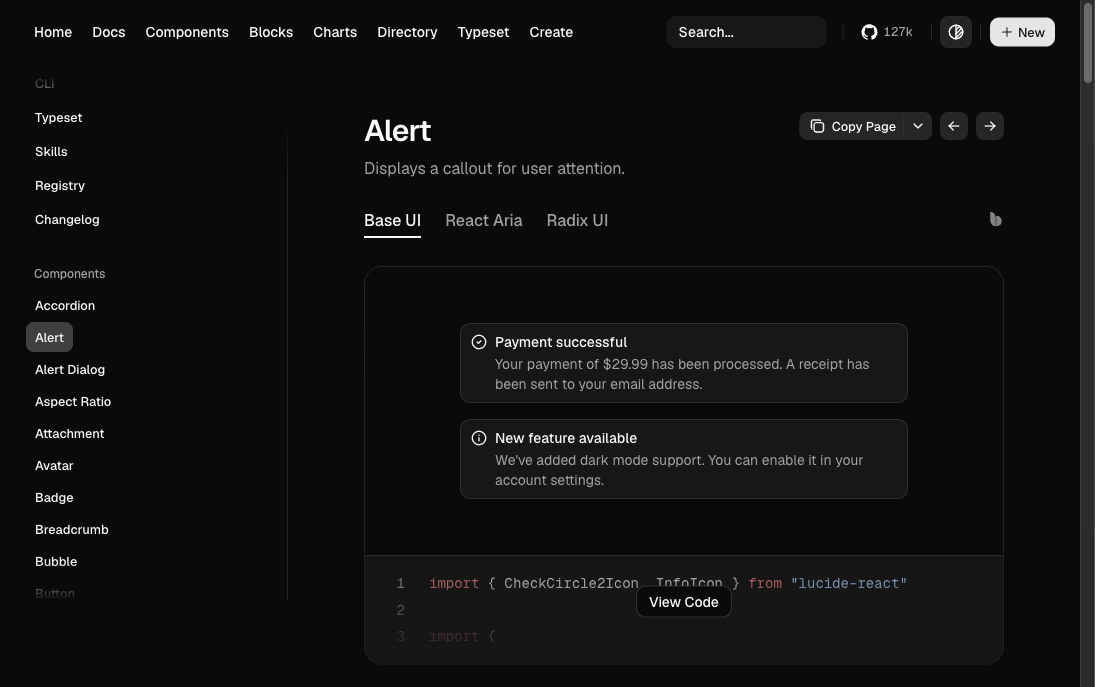 Home Docs Components Blocks Charts Directory Typeset Create Search... 127k New
CLI
Typeset
Skills
Registry
Changelog
Components
Accordion
Alert
Alert Dialog
Aspect Ratio
Attachment
Avatar
Badge
Breadcrumb
Bubble
Button
Alert
Copy Page
Displays a callout for user attention.
Base UI React Aria Radix UI
Payment successful
Your payment of $29.99 has been processed. A receipt has
been sent to your email address.
New feature available
We've added dark mode support. You can enable it in your
account settings.
1 import { CheckCircle2Icon, InfoIcon } from "lucide-react"
View Code
2
3 import {